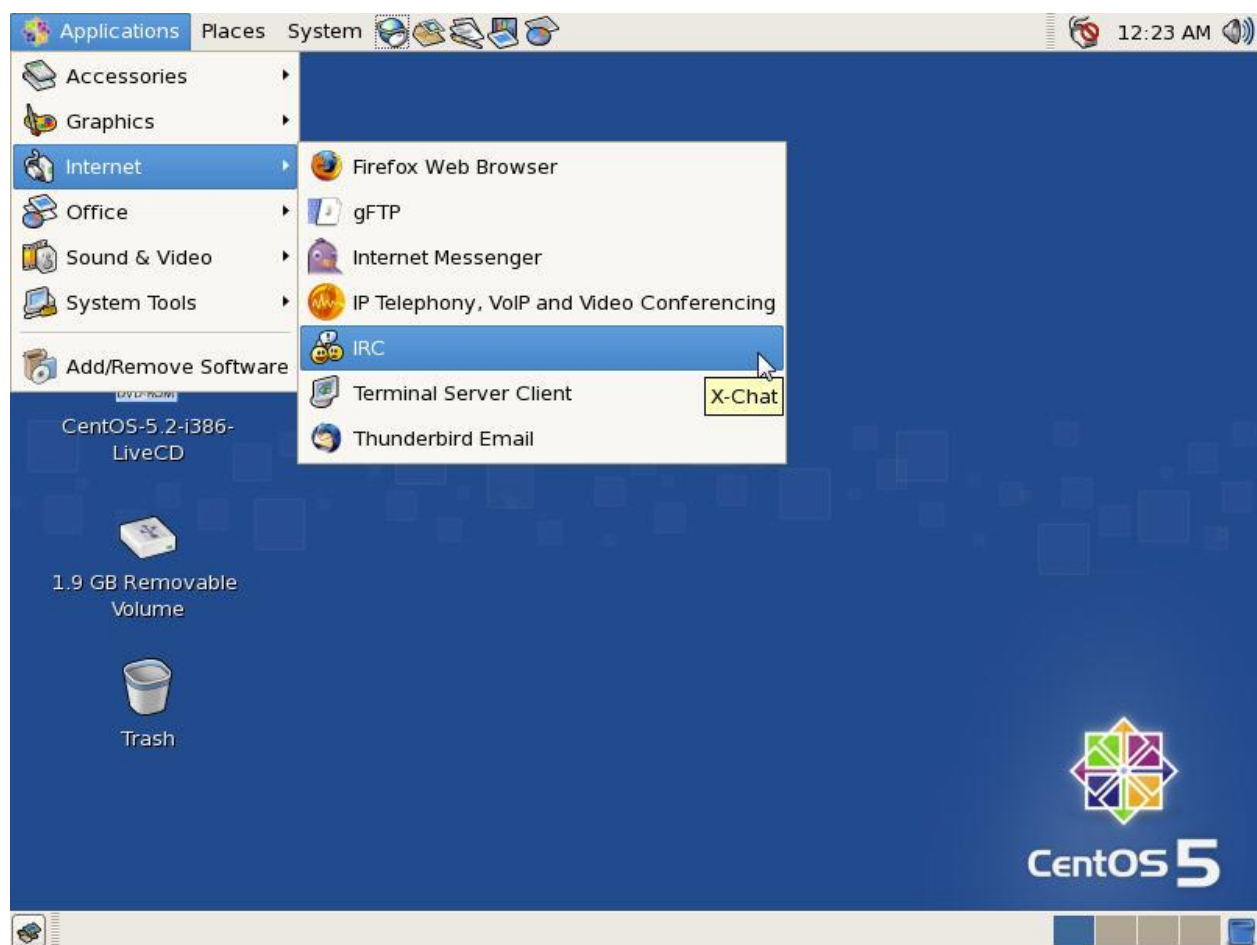 Applications Places System 12:23 AM
Accessories
Graphics
Internet
Office
Sound & Video
System Tools
Add/Remove Software
Firefox Web Browser
gFTP
Internet Messenger
IP Telephony, VoIP and Video Conferencing
IRC
Terminal Server Client
Thunderbird Email
X-Chat
DVD-ROM
CentOS-5.2-i386-
LiveCD
1.9 GB Removable
Volume
Trash
CentOS 5